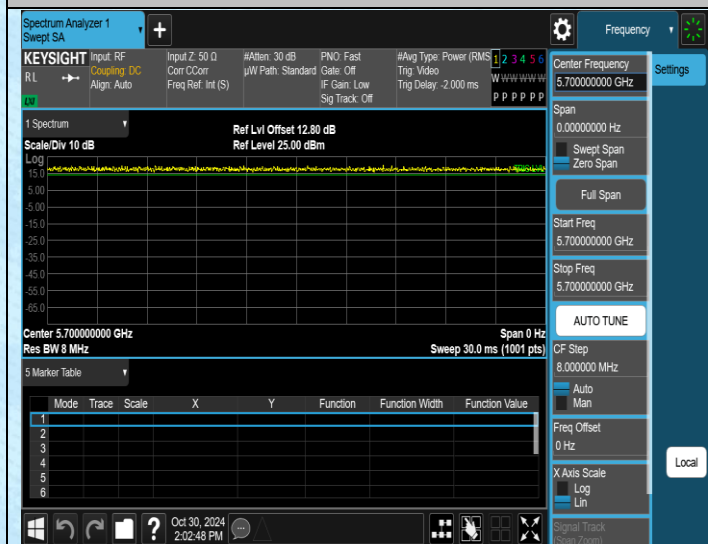 Spectrum Analyzer 1
Swept SA
+
Frequency
KEYSIGHT
R L
LXI
Input: RF
Coupling: DC
Align: Auto
Input Z: 50 Ω
Corr CCorr
Freq Ref: Int (S)
#Atten: 30 dB
µW Path: Standard
PNO: Fast
Gate: Off
IF Gain: Low
Sig Track: Off
#Avg Type: Power (RMS
Trig: Video
Trig Delay: -2.000 ms
1 2 3 4 5 6
W W W W W W
P P P P P P
1 Spectrum
Scale/Div 10 dB
Ref Lvl Offset 12.80 dB
Ref Level 25.00 dBm
Log
15.0
5.00
-5.00
-15.0
-25.0
-35.0
-45.0
-55.0
-65.0
Center 5.700000000 GHz
Res BW 8 MHz
Span 0 Hz
Sweep 30.0 ms (1001 pts)
5 Marker Table
Mode Trace Scale X Y Function Function Width Function Value
1
2
3
4
5
6
Oct 30, 2024
2:02:48 PM
Center Frequency
5.700000000 GHz
Span
0.00000000 Hz
Swept Span
Zero Span
Full Span
Start Freq
5.700000000 GHz
Stop Freq
5.700000000 GHz
AUTO TUNE
CF Step
8.000000 MHz
Auto
Man
Freq Offset
0 Hz
X Axis Scale
Log
Lin
Signal Track
(Span Zoom)
Settings
Local